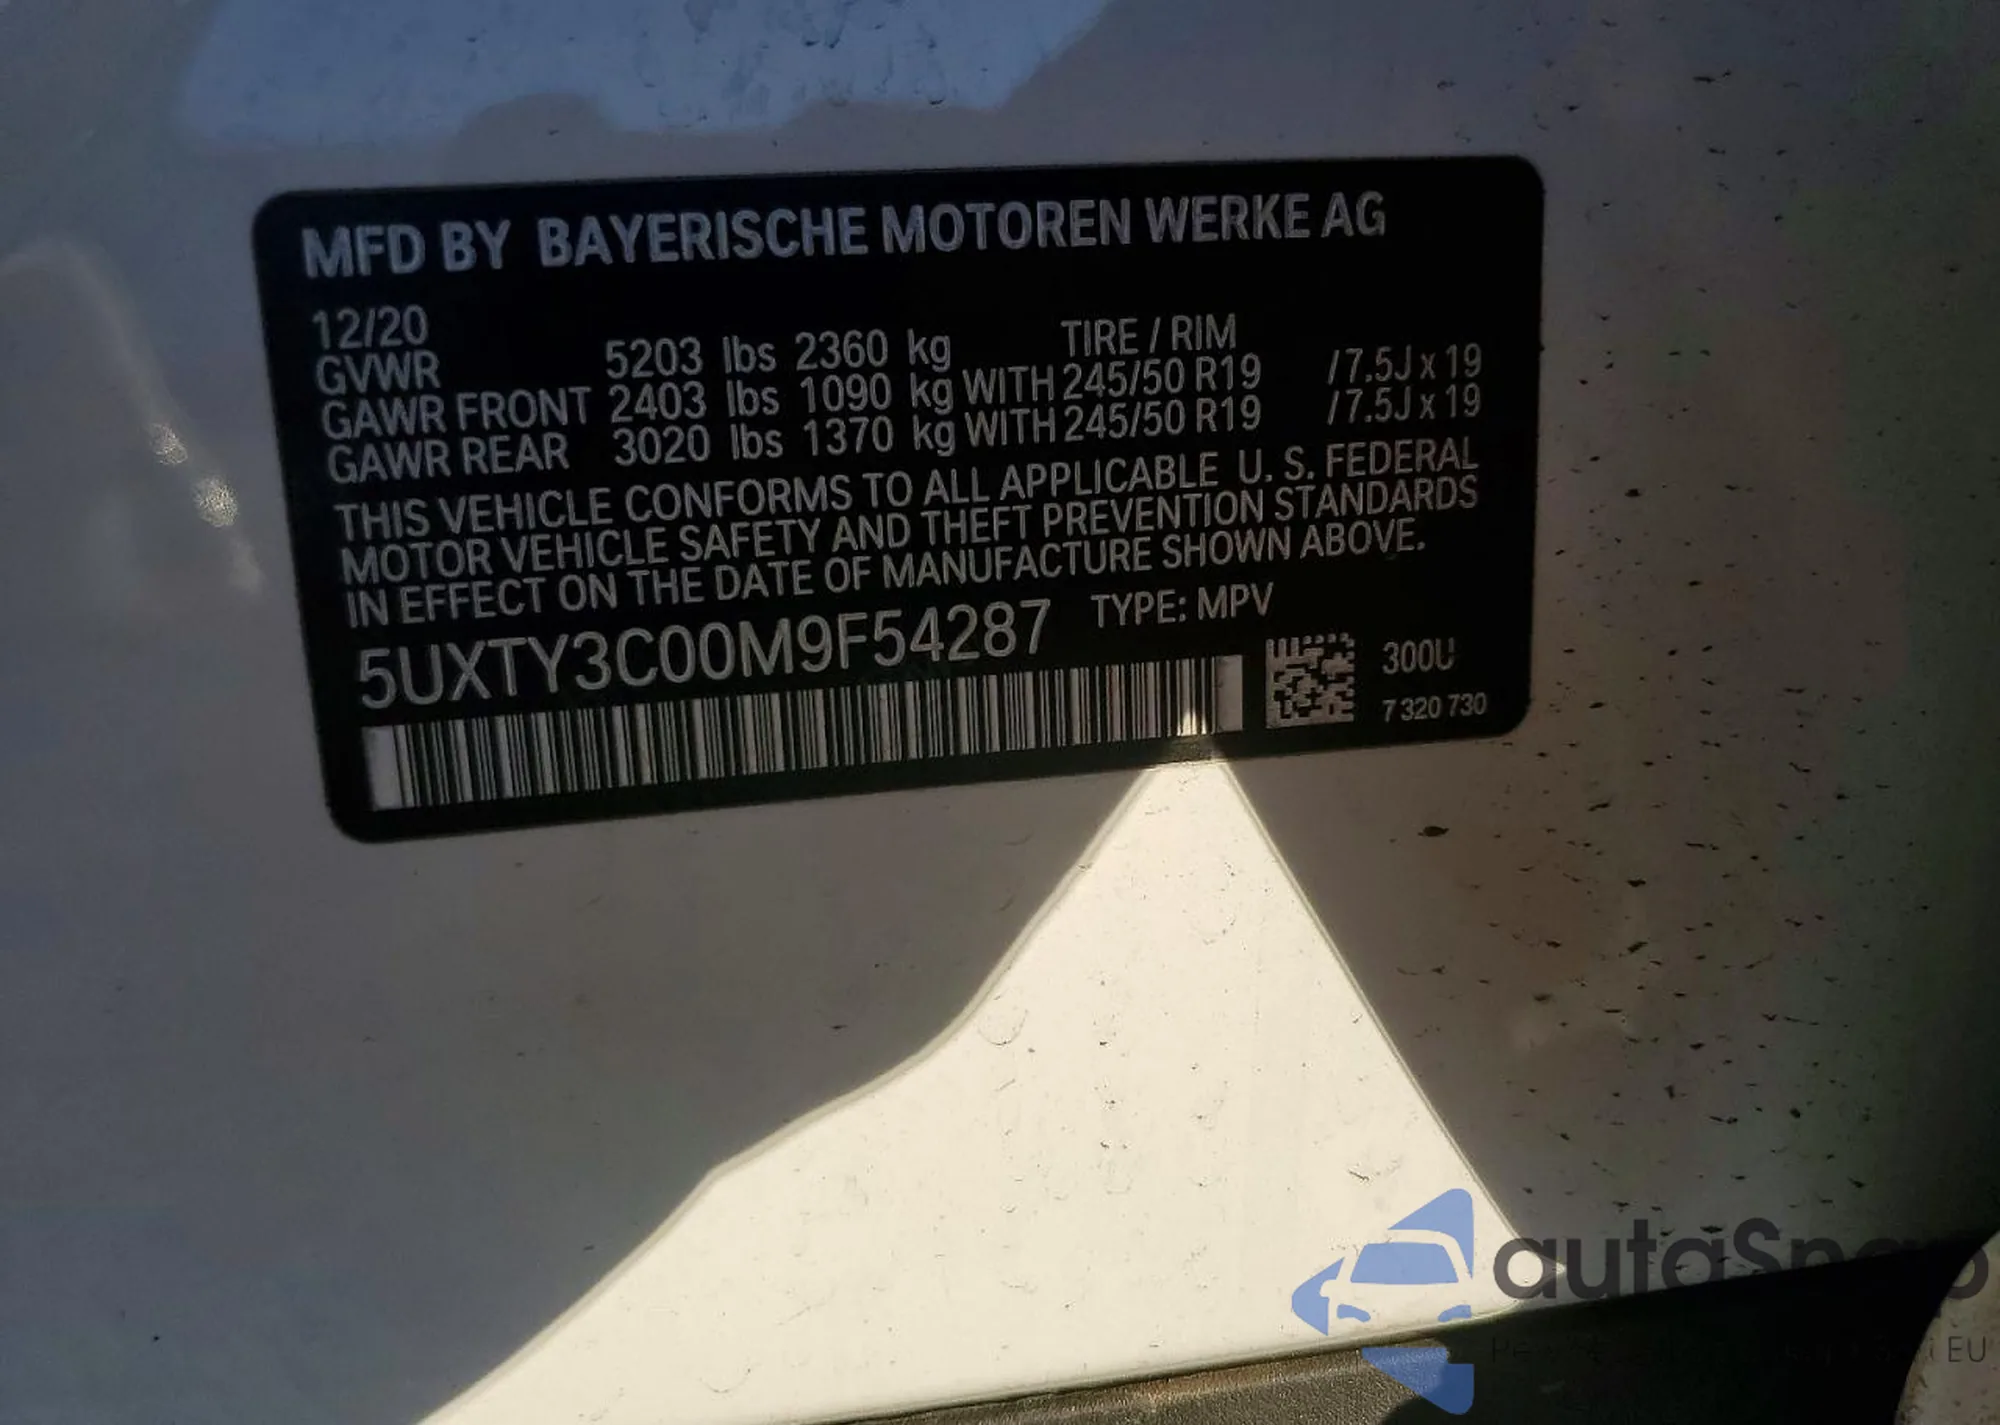 MFD BY BAYERISCHE MOTOREN WERKE AG
12/20 TIRE / RIM
GVWR 5203 lbs 2360 kg
GAWR FRONT 2403 lbs 1090 kg WITH 245/50 R19 /7.5J x 19
GAWR REAR 3020 lbs 1370 kg WITH 245/50 R19 /7.5J x 19
THIS VEHICLE CONFORMS TO ALL APPLICABLE U. S. FEDERAL
MOTOR VEHICLE SAFETY AND THEFT PREVENTION STANDARDS
IN EFFECT ON THE DATE OF MANUFACTURE SHOWN ABOVE.
5UXTY3C00M9F54287 TYPE: MPV
300U
7 320 730
autaSnap
EU